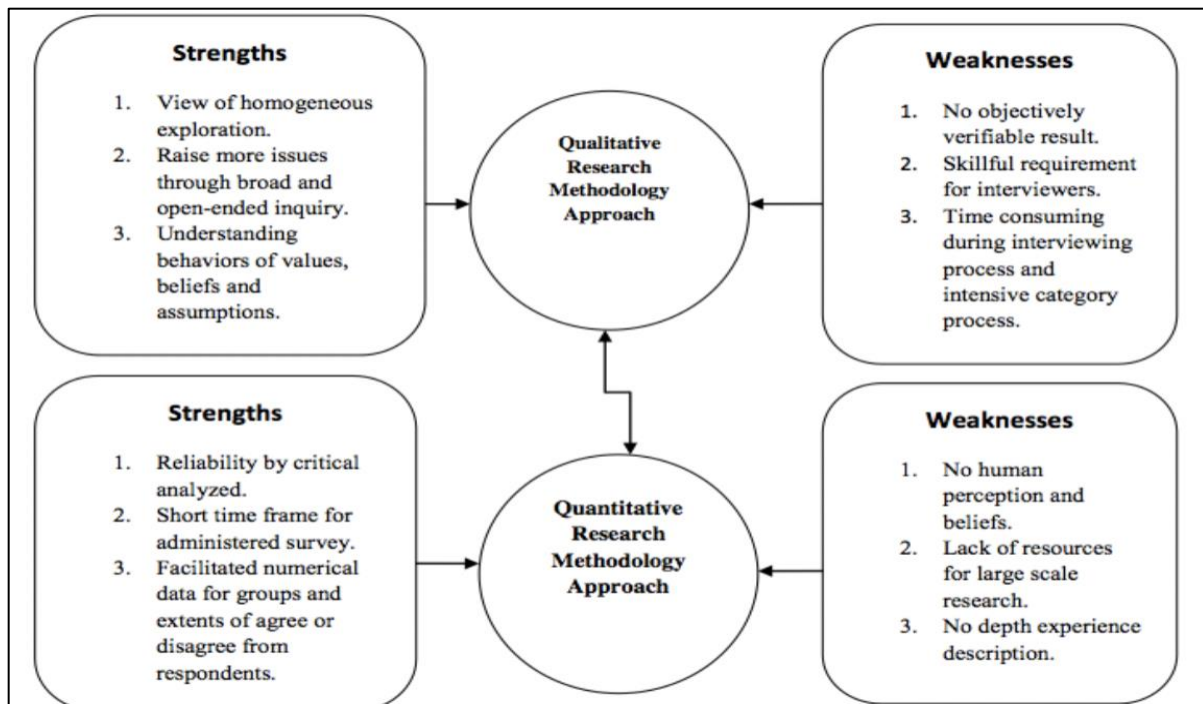 Strengths
1. View of homogeneous
exploration.
2. Raise more issues
through broad and
open-ended inquiry.
3. Understanding
behaviors of values,
beliefs and
assumptions.
Qualitative
Research
Methodology
Approach
Weaknesses
1. No objectively
verifiable result.
2. Skillful requirement
for interviewers.
3. Time consuming
during interviewing
process and
intensive category
process.
Strengths
1. Reliability by critical
analyzed.
2. Short time frame for
administered survey.
3. Facilitated numerical
data for groups and
extents of agree or
disagree from
respondents.
Quantitative
Research
Methodology
Approach
Weaknesses
1. No human
perception and
beliefs.
2. Lack of resources
for large scale
research.
3. No depth experience
description.